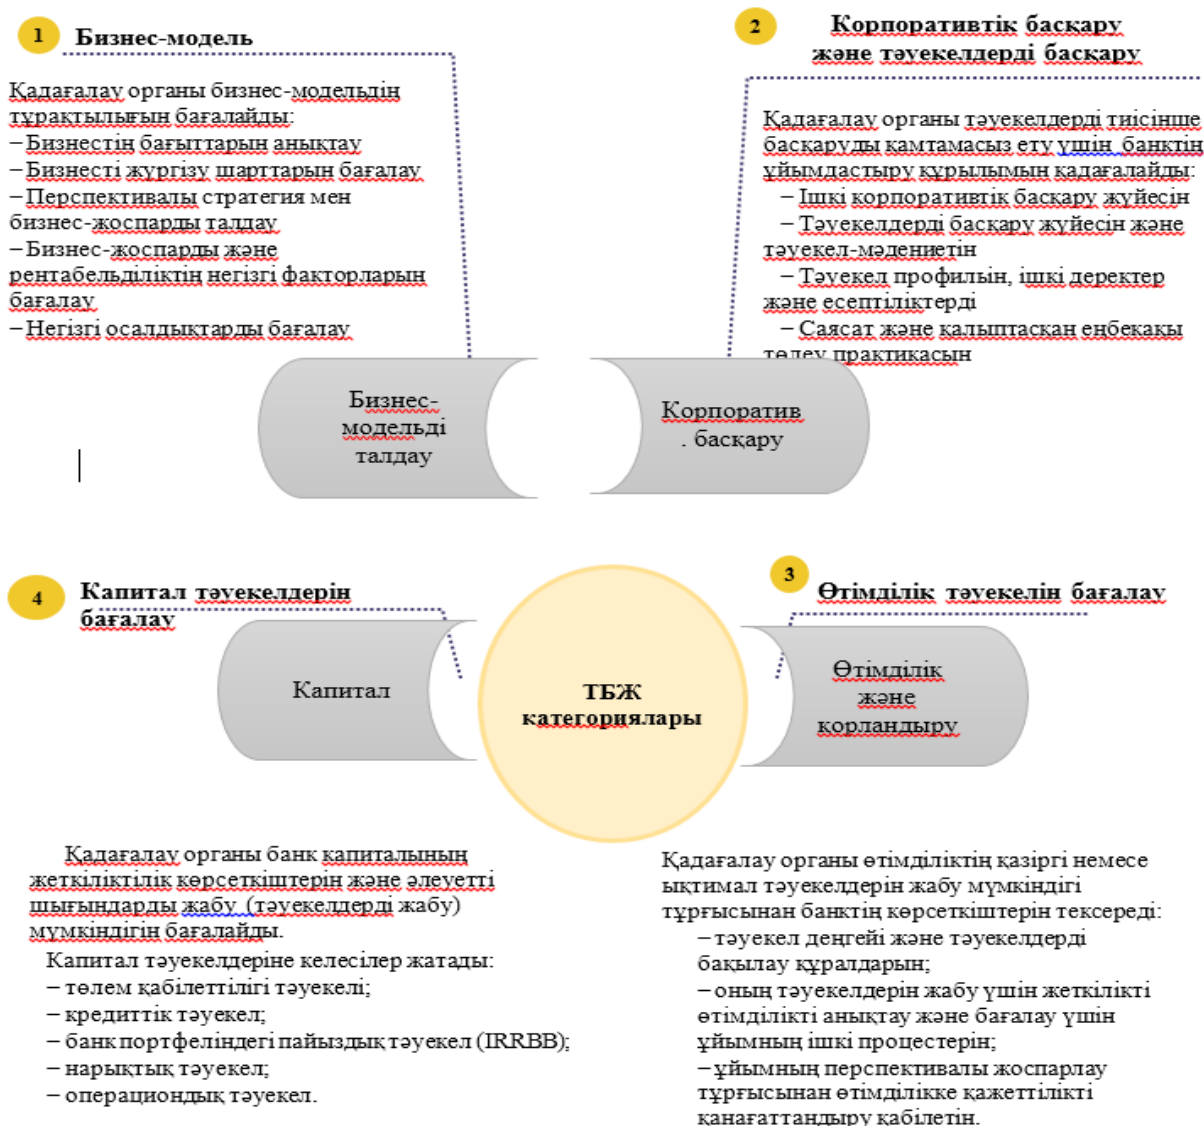 1
Бизнес-модель
Қадағалау органы бизнес-модельдің
тұрақтылығын бағалайды:
– Бизнестің бағыттарын анықтау
– Бизнесті жүргізу шарттарын бағалау
– Перспективалы стратегия мен
бизнес-жоспарды талдау
– Бизнес-жоспарды және
рентабельділіктің негізгі факторларын
бағалау
– Негізгі осалдықтарды бағалау
2
Корпоративтік басқару
және тәуекелдерді басқару
Қадағалау органы тәуекелдерді тиісінше
басқаруды қамтамасыз ету үшін банктің
ұйымдастыру құрылымын қадағалайды:
– Ішкі корпоративтік басқару жүйесін
– Тәуекелдерді басқару жүйесін және
тәуекел-мәдениетін
– Тәуекел профильін, ішкі деректер
және есептіліктерді
– Саясат және қалыптасқан еңбекақы
төлеу практикасын
Бизнес-
модельді
талдау
Корпоратив
. басқару
4
Капитал тәуекелдерін
бағалау
3
Өтімділік тәуекелін бағалау
Капитал
ТБЖ
категориялары
Өтімділік
және
қорландыру
Қадағалау органы банк капиталының
жеткіліктілік көрсеткіштерін және әлеуетті
шығындарды жабу (тәуекелдерді жабу)
мүмкіндігін бағалайды.
Капитал тәуекелдеріне келесілер жатады:
– төлем қабілеттілігі тәуекелі;
– кредиттік тәуекел;
– банк портфеліндегі пайыздық тәуекел (IRRBB);
– нарықтық тәуекел;
– операциондық тәуекел.
Қадағалау органы өтімділіктің қазіргі немесе
ықтимал тәуекелдерін жабу мүмкіндігі
тұрғысынан банктің көрсеткіштерін тексереді:
– тәуекел деңгейі және тәуекелдерді
бақылау құралдарын;
– оның тәуекелдерін жабу үшін жеткілікті
өтімділікті анықтау және бағалау үшін
ұйымның ішкі процестерін;
– ұйымның перспективалы жоспарлау
тұрғысынан өтімділікке қажеттілікті
қанағаттандыру қабілетін.